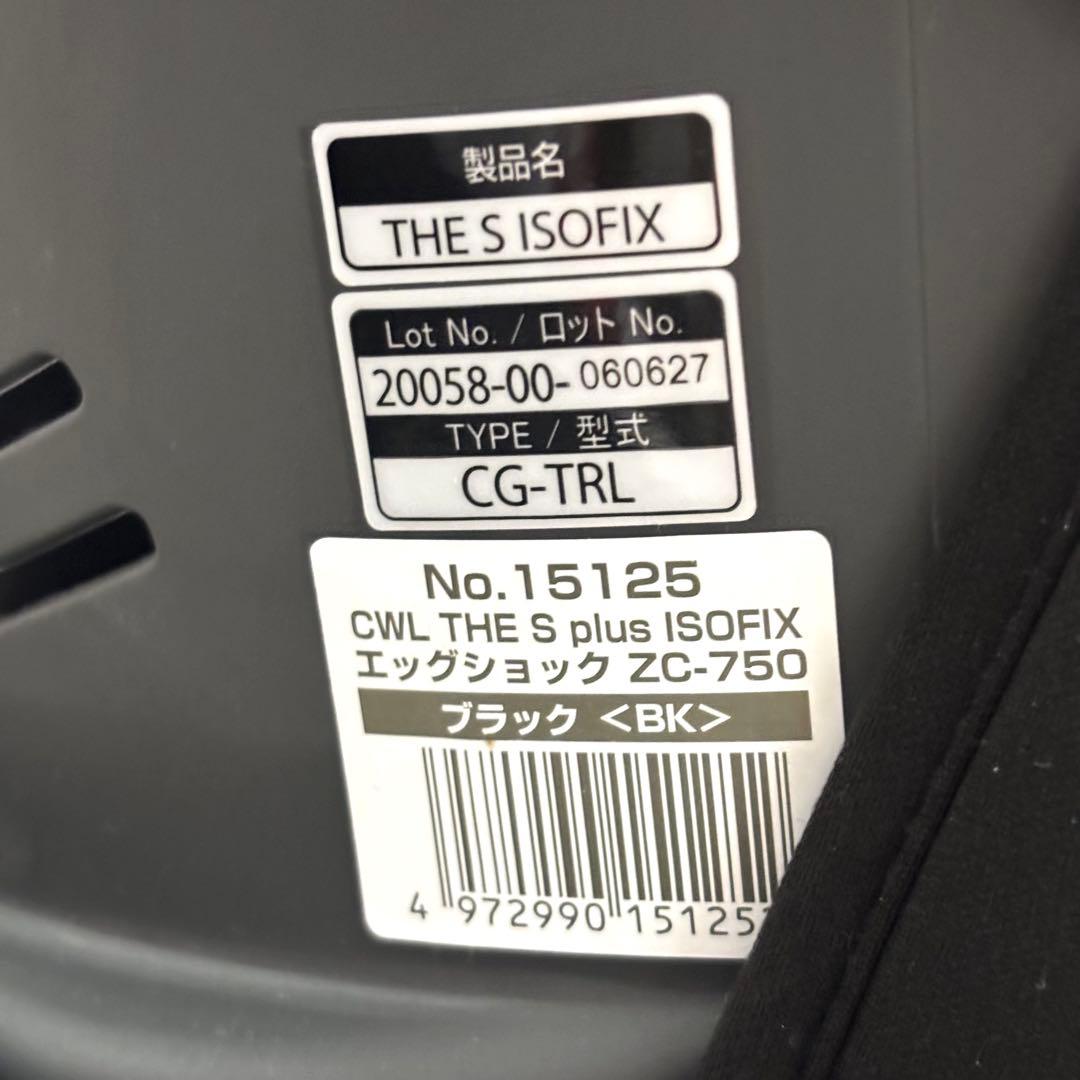 製品名
THE S ISOFIX
Lot No. / ロット No.
20058-00-060627
TYPE / 型式
CG-TRL
No.15125
CWL THE S plus ISOFIX
エッグショック ZC-750
ブラック <BK>
4 972990 15125